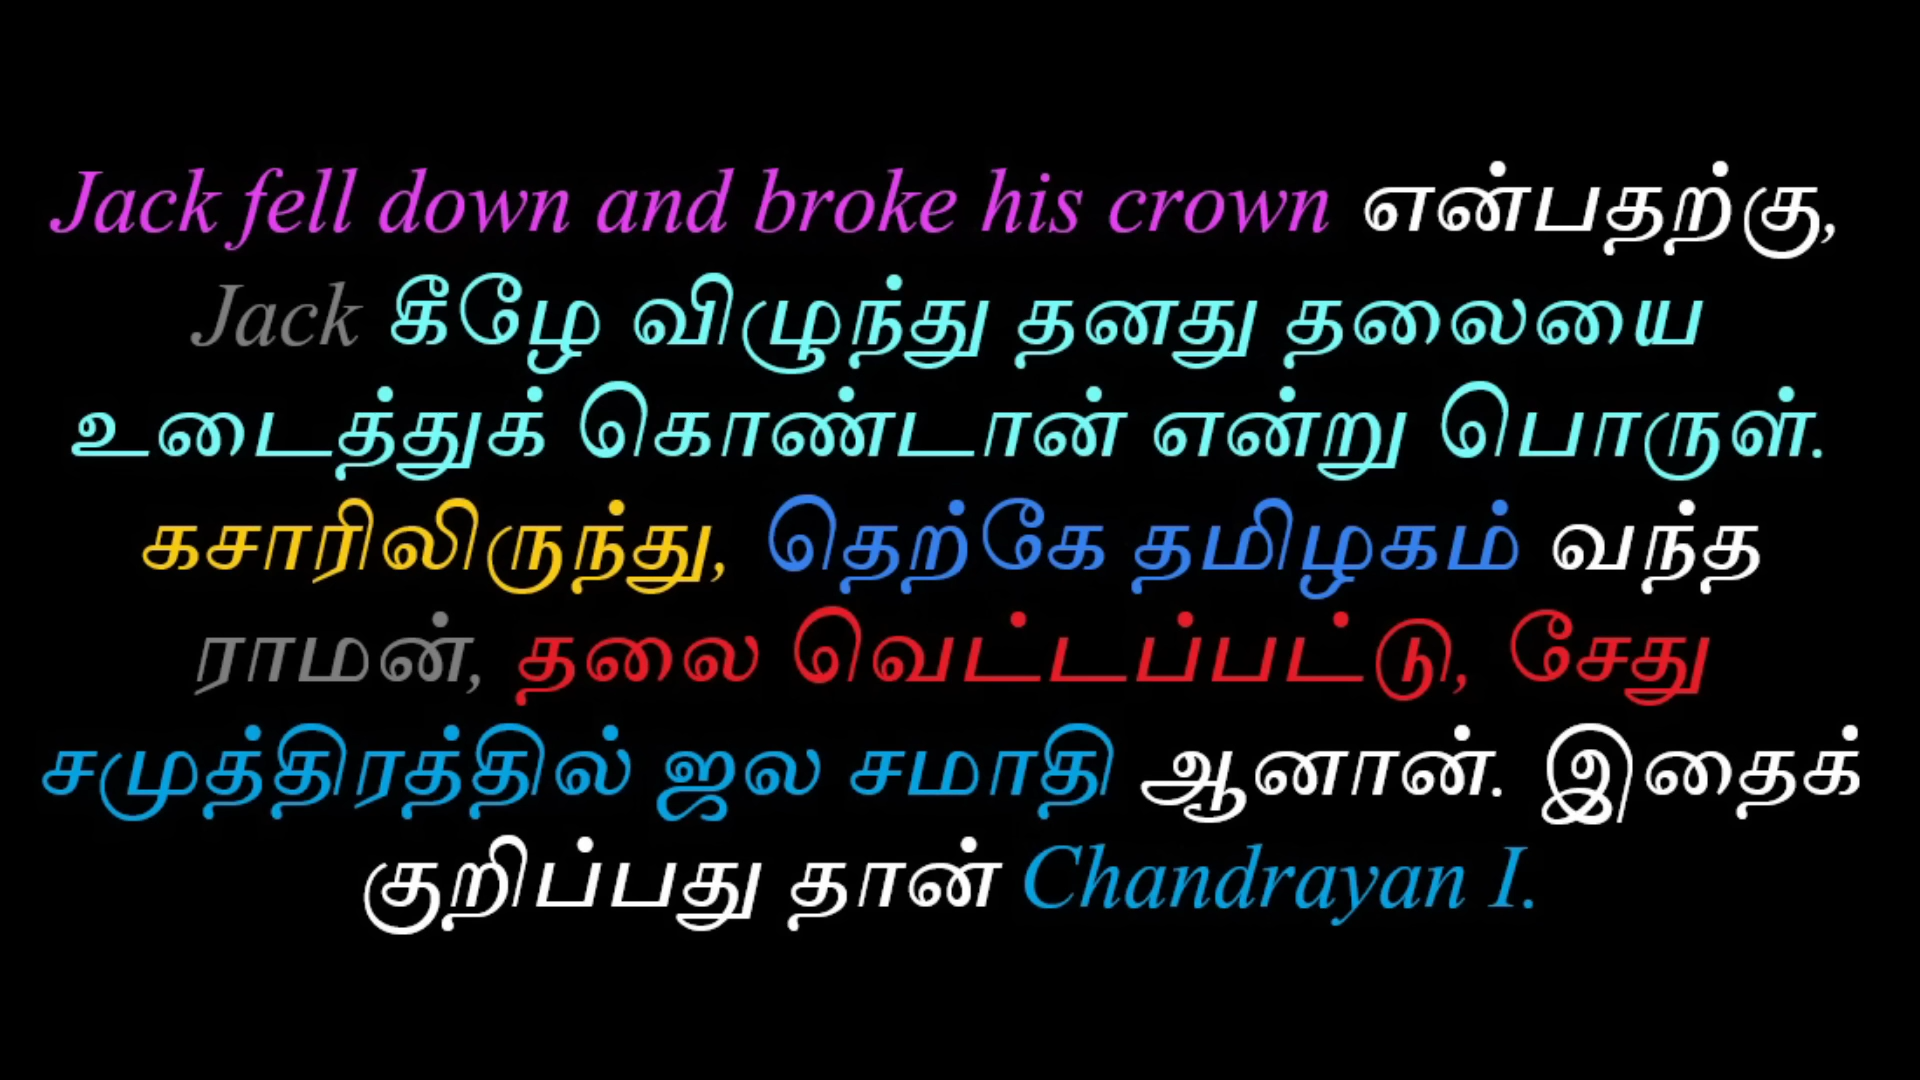 Jack fell down and broke his crown என்பதற்கு,
Jack கீழே விழுந்து தனது தலையை
உடைத்துக் கொண்டான் என்று பொருள்.
கசாரிலிருந்து, தெற்கே தமிழகம் வந்த
ராமன், தலை வெட்டப்பட்டு, சேது
சமுத்திரத்தில் ஜல சமாதி ஆனான். இதைக்
குறிப்பது தான் Chandrayan I.